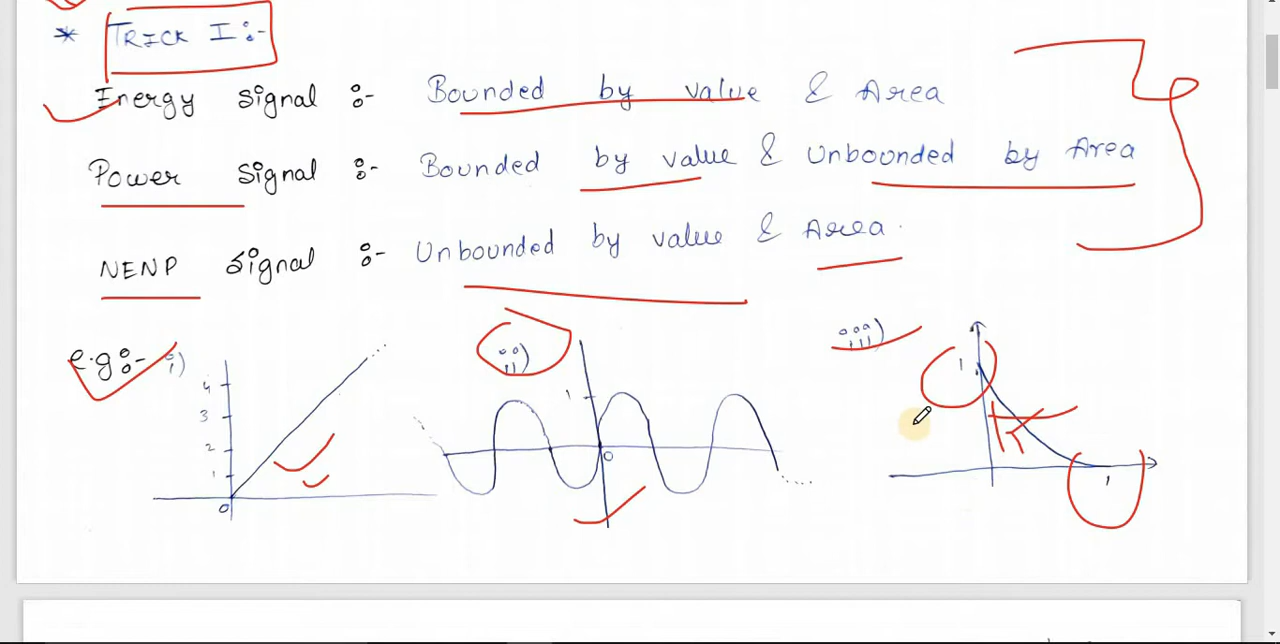 * TRICK I :-
Energy signal :- Bounded by value & Area
Power signal :- Bounded by value & Unbounded by Area
NENP signal :- Unbounded by value & Area.
e.g :- i)
4
3
2
1
0
ii)
1
0
iii)
1
1